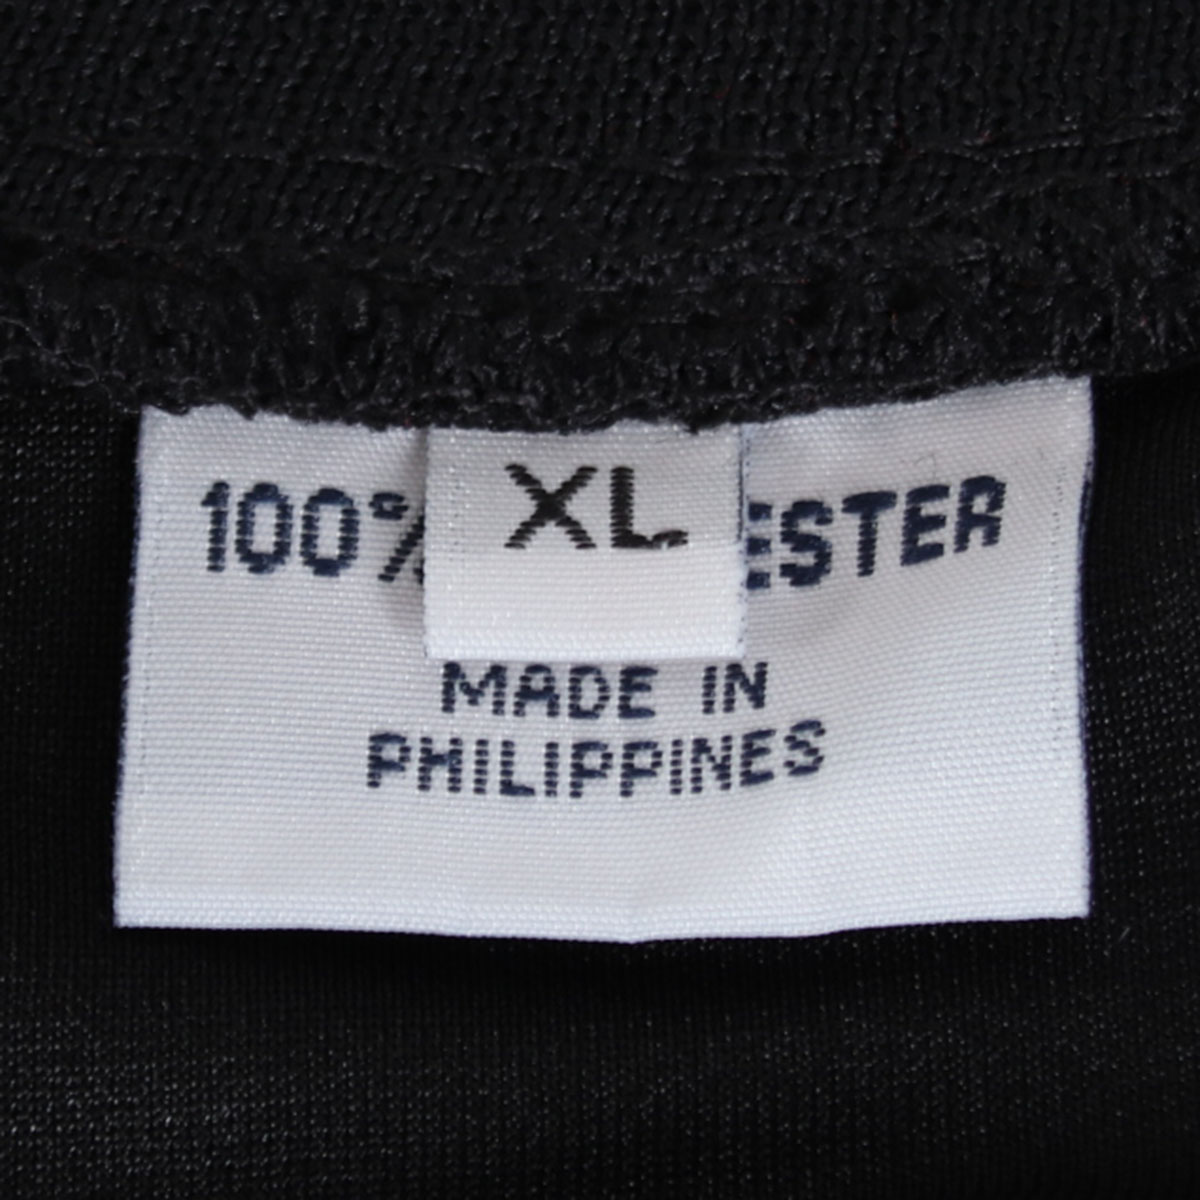 XL
100% ESTER
MADE IN
PHILIPPINES